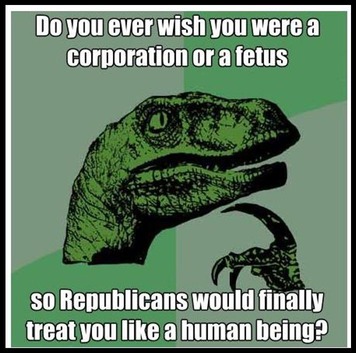 Do you ever wish you were a
corporation or a fetus
so Republicans would finally
treat you like a human being?